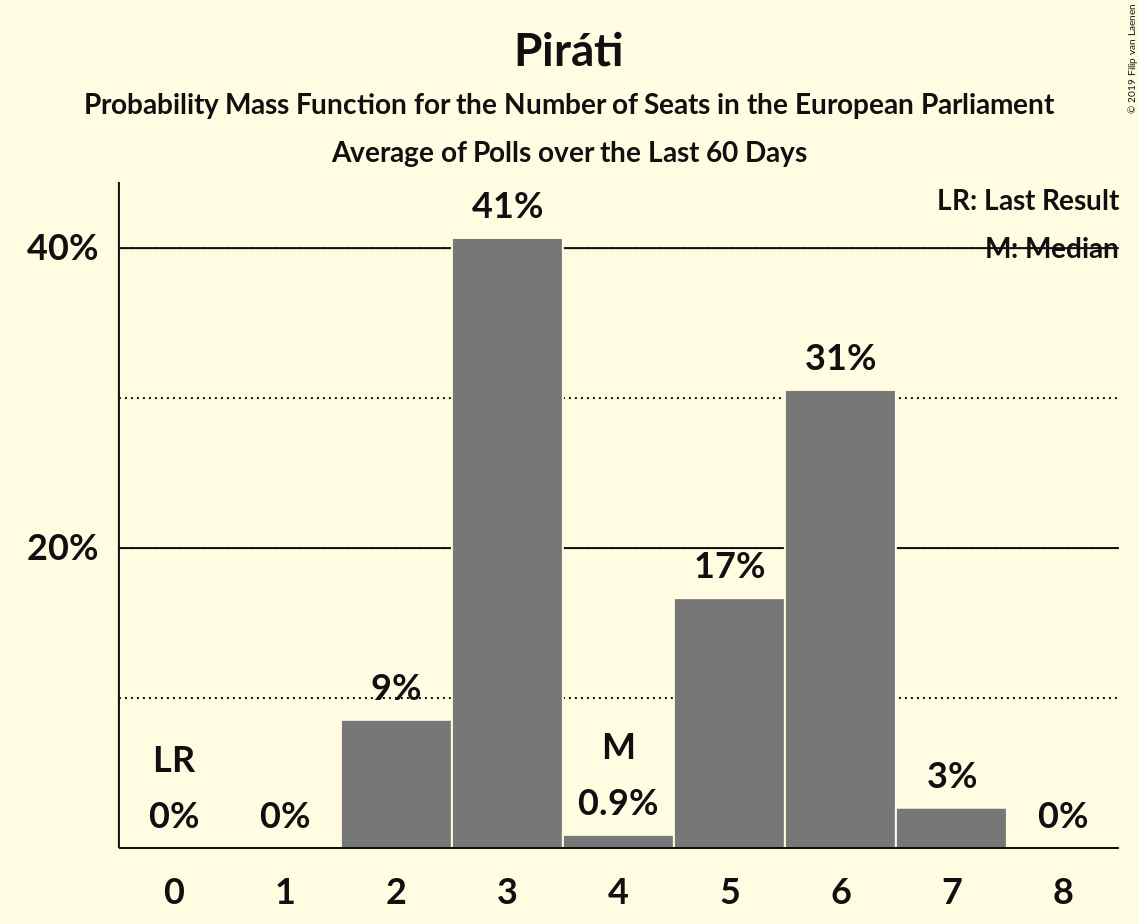 Piráti
Probability Mass Function for the Number of Seats in the European Parliament
Average of Polls over the Last 60 Days
© 2019 Filip van Laenen
LR: Last Result
M: Median
40%
20%
41%
31%
17%
9%
LR
M
3%
0%
0%
0.9%
0%
0
1
2
3
4
5
6
7
8